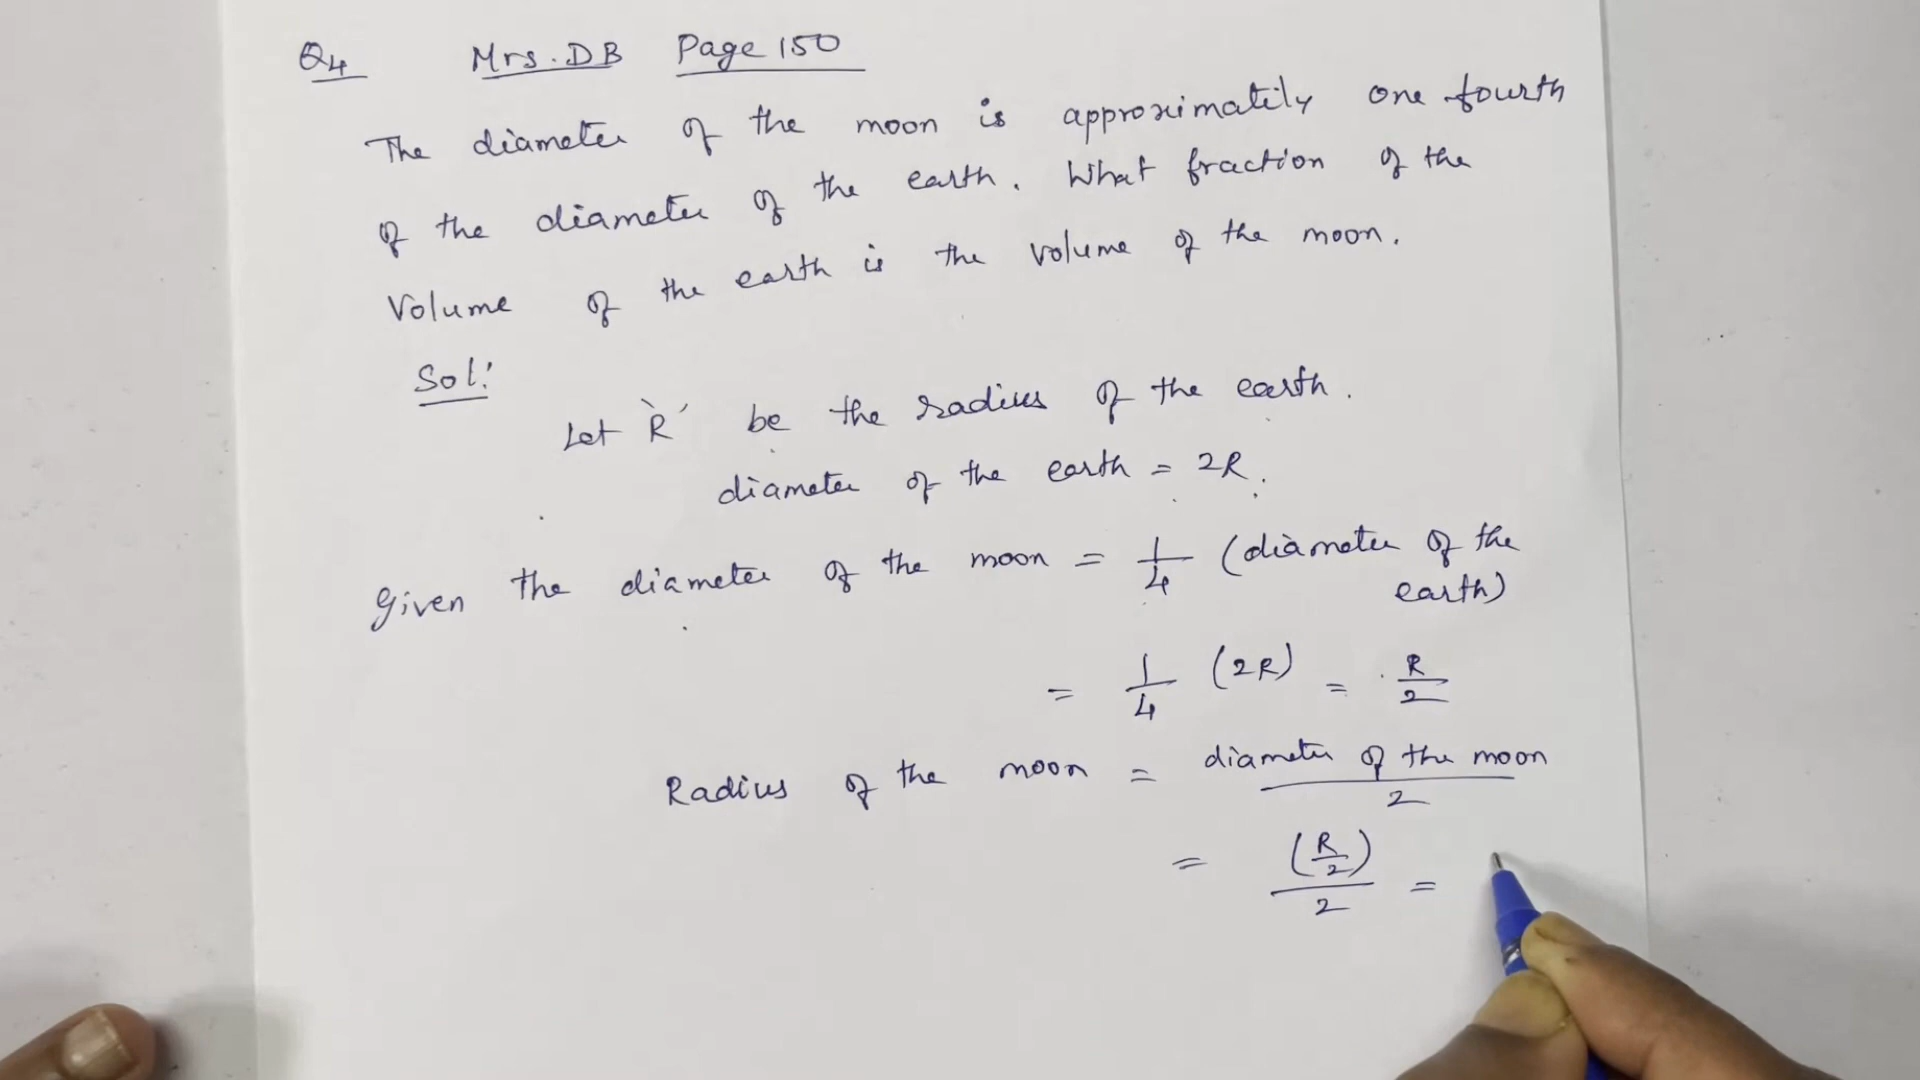 Q4 Mrs.DB Page 150
The diameter of the moon is approximately one fourth
of the diameter of the earth. What fraction of the
Volume of the earth is the volume of the moon.
Sol:
Let 'R' be the radius of the earth.
diameter of the earth = 2R.
Given the diameter of the moon = 1/4 (diameter of the
earth)
= 1/4 (2R) = R/2
Radius of the moon = diameter of the moon / 2
= (R/2) / 2 =